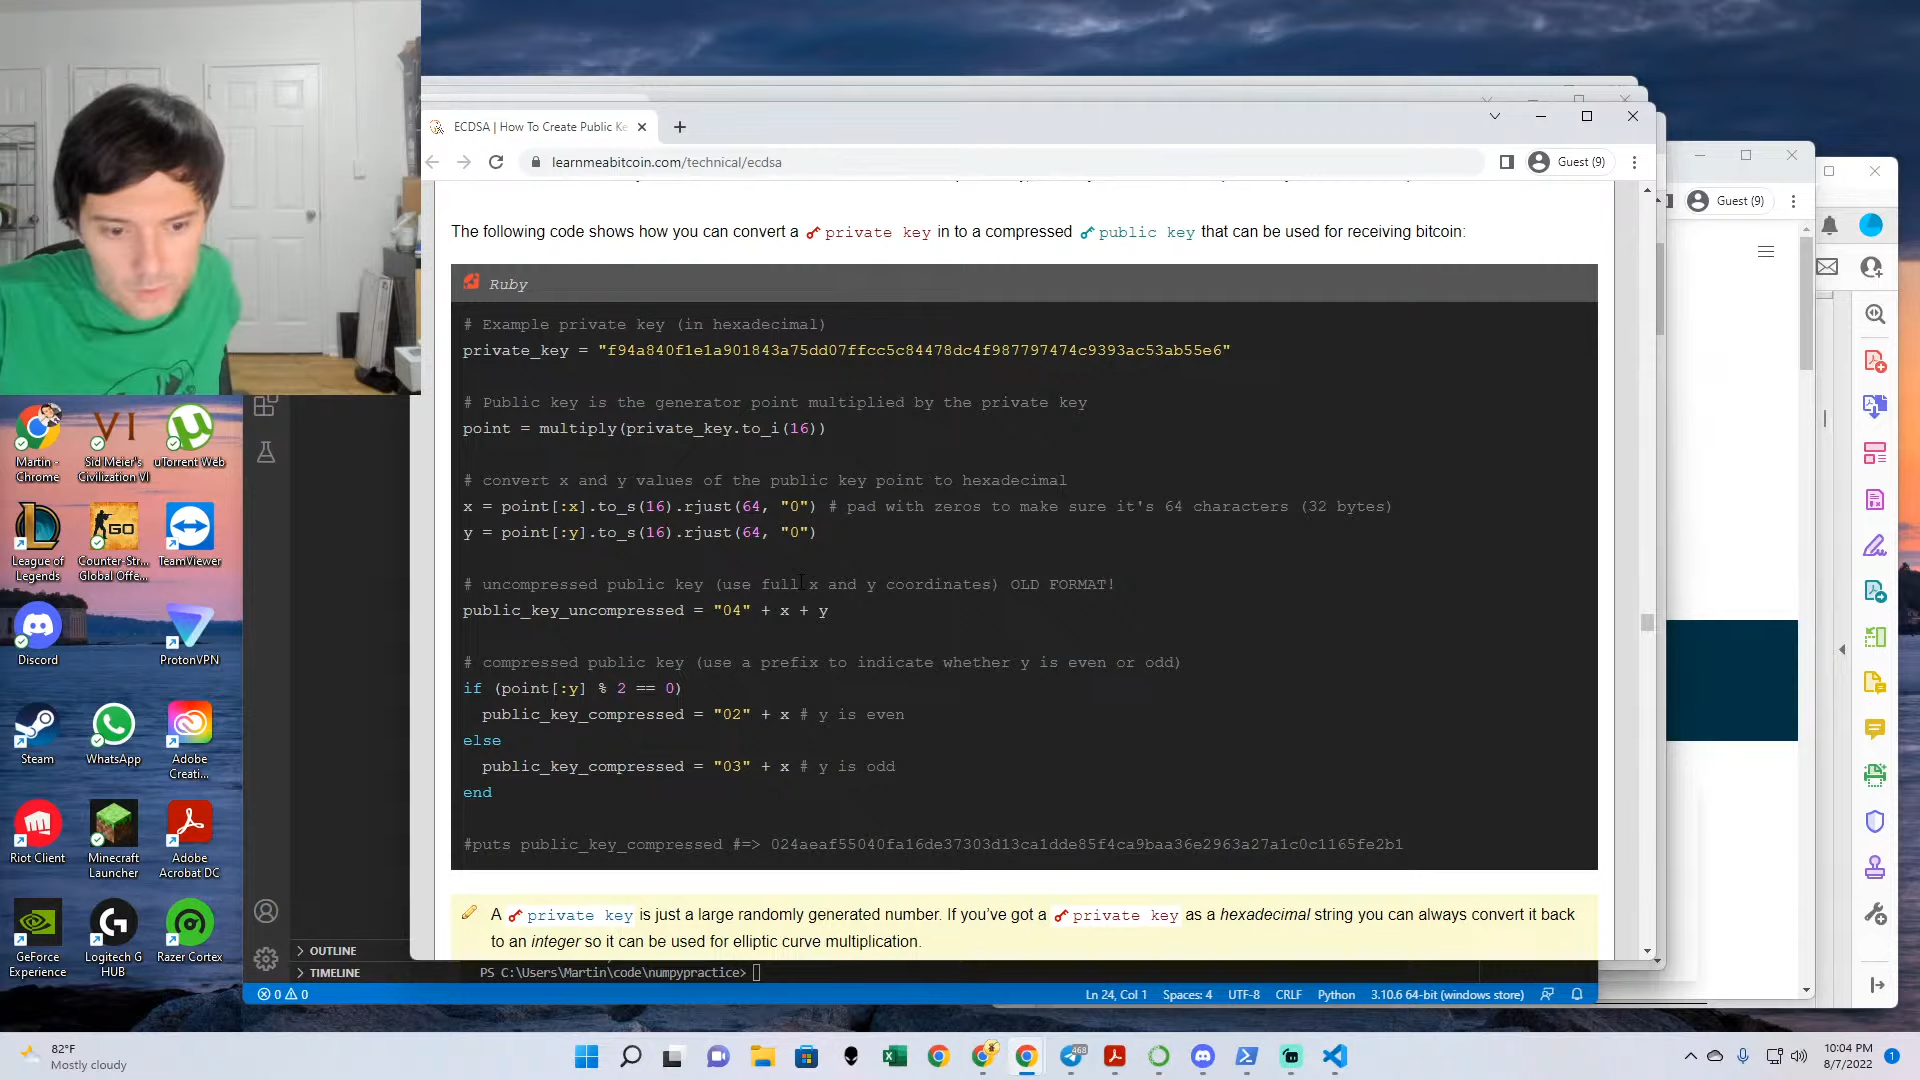 ECDSA | How To Create Public Ke
learnmeabitcoin.com/technical/ecdsa
Guest (9)
Guest (9)
The following code shows how you can convert a private key in to a compressed public key that can be used for receiving bitcoin:
Ruby
# Example private key (in hexadecimal)
private_key = "f94a840f1e1a901843a75dd07ffcc5c84478dc4f987797474c9393ac53ab55e6"
# Public key is the generator point multiplied by the private key
point = multiply(private_key.to_i(16))
# convert x and y values of the public key point to hexadecimal
x = point[:x].to_s(16).rjust(64, "0") # pad with zeros to make sure it's 64 characters (32 bytes)
y = point[:y].to_s(16).rjust(64, "0")
# uncompressed public key (use full x and y coordinates) OLD FORMAT!
public_key_uncompressed = "04" + x + y
# compressed public key (use a prefix to indicate whether y is even or odd)
if (point[:y] % 2 == 0)
public_key_compressed = "02" + x # y is even
else
public_key_compressed = "03" + x # y is odd
end
#puts public_key_compressed #=> 024aeaf55040fa16de37303d13ca1dde85f4ca9baa36e2963a27a1c0c1165fe2b1
A private key is just a large randomly generated number. If you've got a private key as a hexadecimal string you can always convert it back
to an integer so it can be used for elliptic curve multiplication.
Martin - Chrome
Sid Meier's Civilization VI
uTorrent Web
League of Legends
Counter-Str... Global Offe...
TeamViewer
Discord
ProtonVPN
Steam
WhatsApp
Adobe Creati...
Riot Client
Minecraft Launcher
Adobe Acrobat DC
GeForce Experience
Logitech G HUB
Razer Cortex
OUTLINE
TIMELINE
PS C:\Users\Martin\code\numpypractice>
0 0
Ln 24, Col 1 Spaces: 4 UTF-8 CRLF Python 3.10.6 64-bit (windows store)
82°F
Mostly cloudy
468
10:04 PM
8/7/2022
1